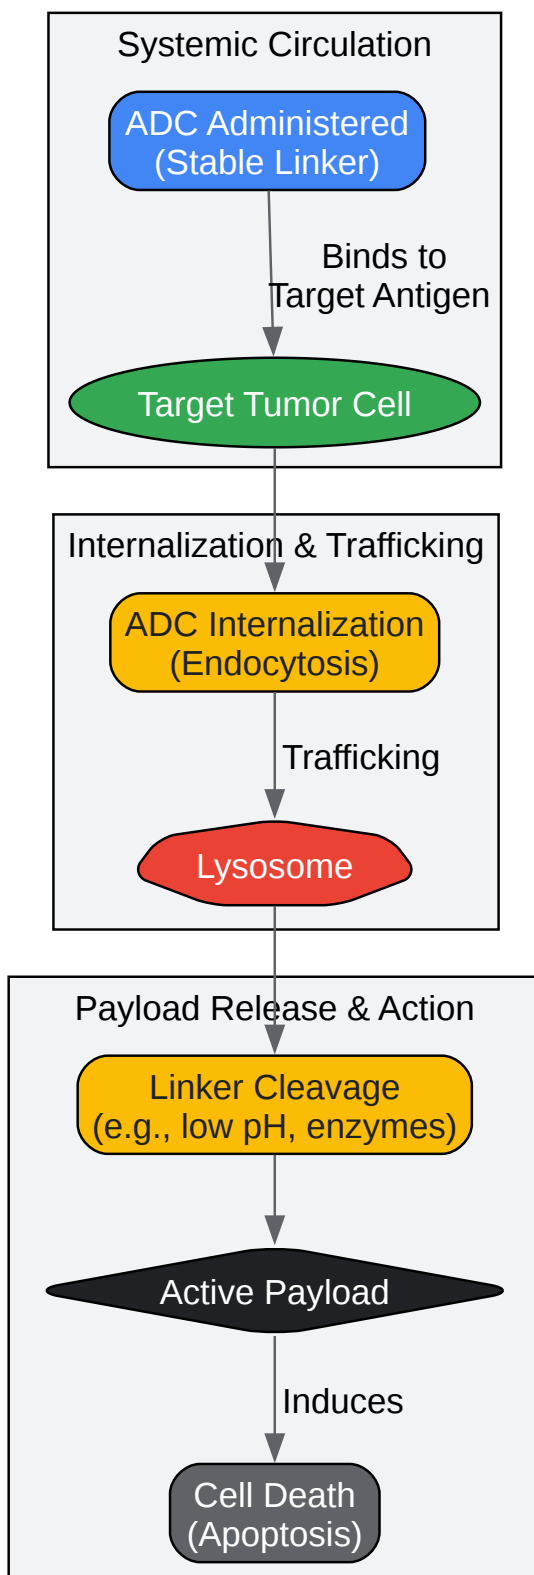 Systemic Circulation
ADC Administered
(Stable Linker)
Binds to
Target Antigen
Target Tumor Cell
Internalization & Trafficking
ADC Internalization
(Endocytosis)
Trafficking
Lysosome
Payload Release & Action
Linker Cleavage
(e.g., low pH, enzymes)
Active Payload
Induces
Cell Death
(Apoptosis)